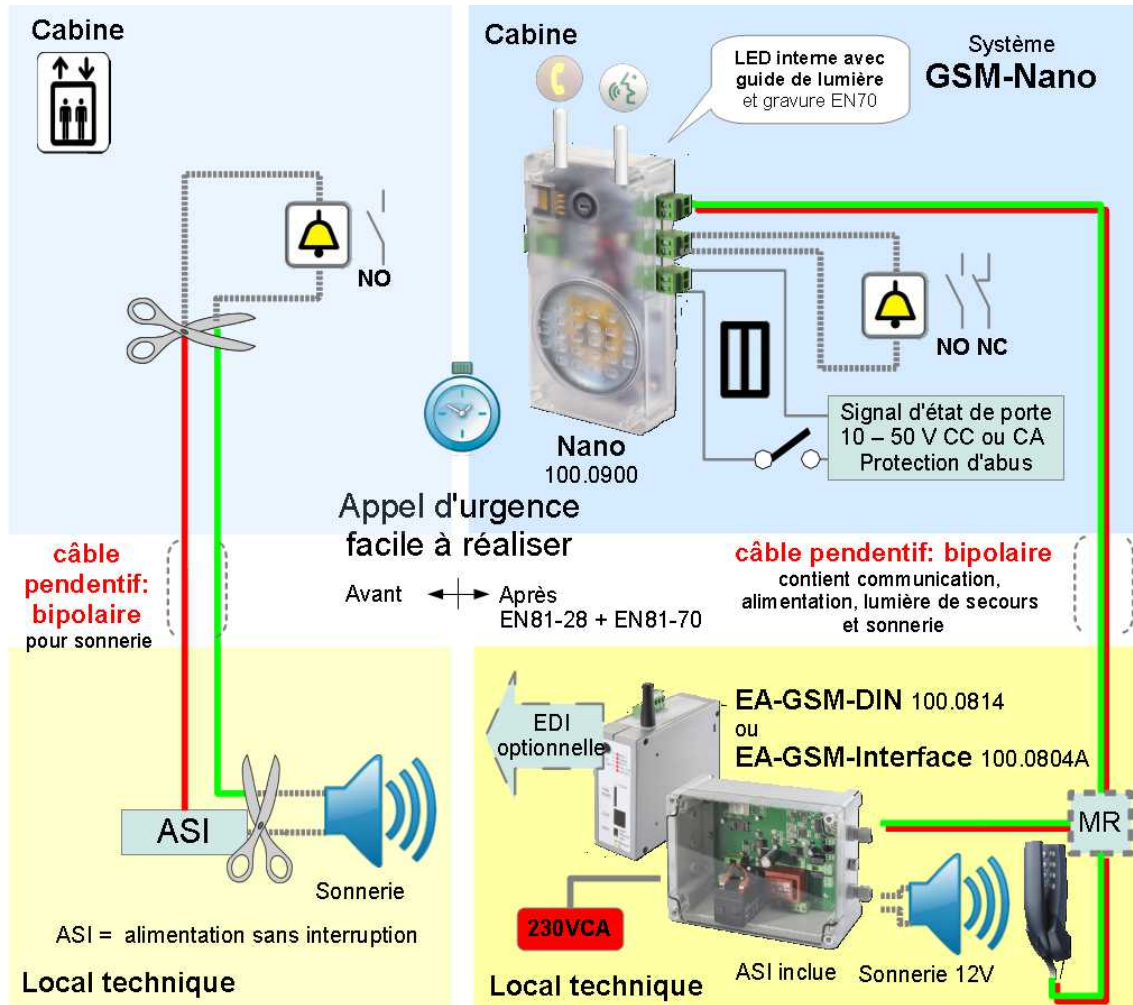 Cabine
NO
câble
pendentif:
bipolaire
pour sonnerie
ASI
Sonnerie
ASI = alimentation sans interruption
Local technique
Appel d'urgence
facile à réaliser
Avant
Après
EN81-28 + EN81-70
Cabine
LED interne avec
guide de lumière
et gravure EN70
Système
GSM-Nano
NO NC
Nano
100.0900
Signal d'état de porte
10 – 50 V CC ou CA
Protection d'abus
câble pendentif: bipolaire
contient communication,
alimentation, lumière de secours
et sonnerie
EDI
optionnelle
EA-GSM-DIN 100.0814
ou
EA-GSM-Interface 100.0804A
MR
230VCA
ASI inclue
Sonnerie 12V
Local technique